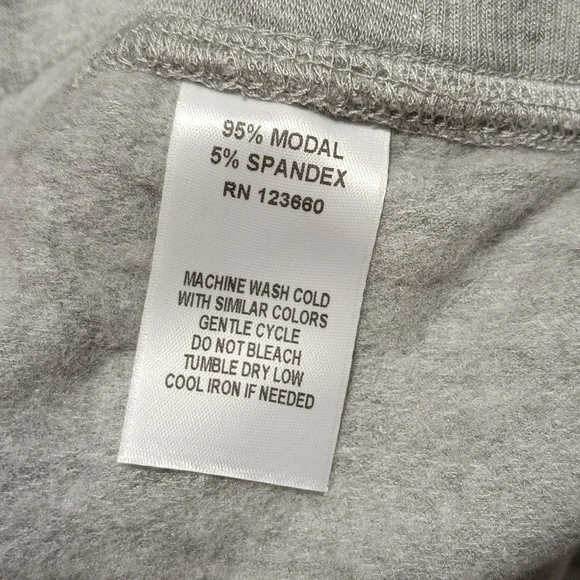 95% MODAL
5% SPANDEX
RN 123660
MACHINE WASH COLD
WITH SIMILAR COLORS
GENTLE CYCLE
DO NOT BLEACH
TUMBLE DRY LOW
COOL IRON IF NEEDED